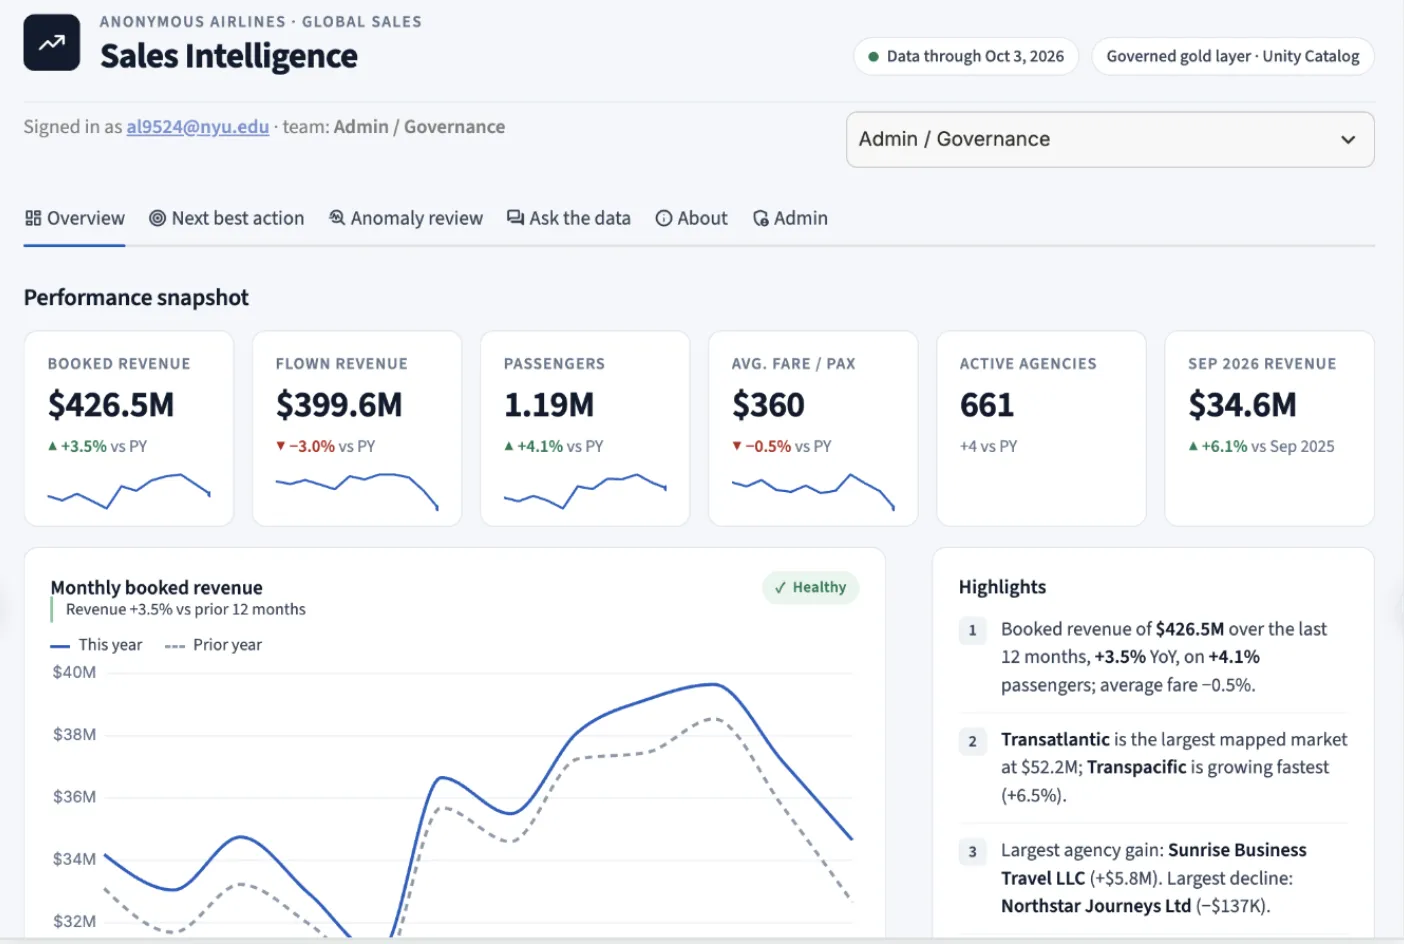 ANONYMOUS AIRLINES · GLOBAL SALES
Sales Intelligence
Data through Oct 3, 2026
Governed gold layer · Unity Catalog
Signed in as al9524@nyu.edu · team: Admin / Governance
Admin / Governance
Overview
Next best action
Anomaly review
Ask the data
About
Admin
Performance snapshot
BOOKED REVENUE
$426.5M
▲ +3.5% vs PY
FLOWN REVENUE
$399.6M
▼ −3.0% vs PY
PASSENGERS
1.19M
▲ +4.1% vs PY
AVG. FARE / PAX
$360
▼ −0.5% vs PY
ACTIVE AGENCIES
661
+4 vs PY
SEP 2026 REVENUE
$34.6M
▲ +6.1% vs Sep 2025
Monthly booked revenue
Revenue +3.5% vs prior 12 months
✓ Healthy
This year
Prior year
$40M
$38M
$36M
$34M
$32M
Highlights
1
Booked revenue of $426.5M over the last
12 months, +3.5% YoY, on +4.1%
passengers; average fare −0.5%.
2
Transatlantic is the largest mapped market
at $52.2M; Transpacific is growing fastest
(+6.5%).
3
Largest agency gain: Sunrise Business
Travel LLC (+$5.8M). Largest decline:
Northstar Journeys Ltd (−$137K).